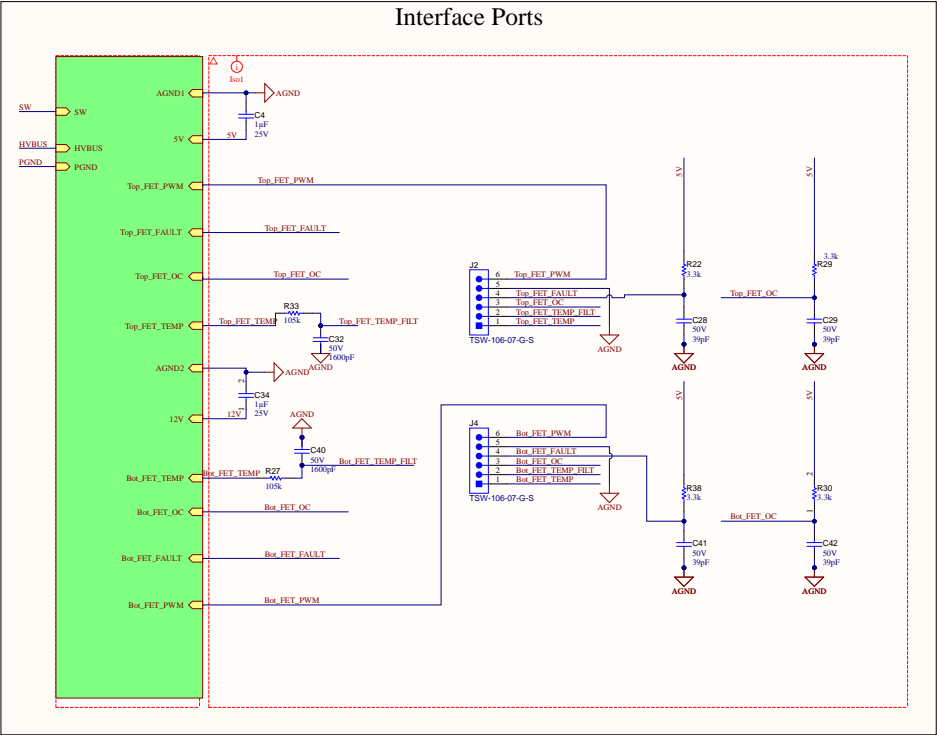 Interface Ports
i
Iso1
SW
SW
HVBUS
HVBUS
PGND
PGND
AGND1
AGND
C4
1µF
25V
5V
5V
Top_FET_PWM
Top_FET_PWM
Top_FET_FAULT
Top_FET_FAULT
Top_FET_OC
Top_FET_OC
Top_FET_TEMP
Top_FET_TEMP
R33
105k
Top_FET_TEMP_FILT
C32
50V
1600pF
AGND
AGND2
AGND
2
C34
1µF
25V
1
12V
12V
AGND
C40
50V
1600pF
Bot_FET_TEMP_FILT
Bot_FET_TEMP
Bot_FET_TEMP
R27
105k
Bot_FET_OC
Bot_FET_OC
Bot_FET_FAULT
Bot_FET_FAULT
Bot_FET_PWM
Bot_FET_PWM
J2
6 Top_FET_PWM
5
4 Top_FET_FAULT
3 Top_FET_OC
2 Top_FET_TEMP_FILT
1 Top_FET_TEMP
TSW-106-07-G-S
AGND
J4
6 Bot_FET_PWM
5
4 Bot_FET_FAULT
3 Bot_FET_OC
2 Bot_FET_TEMP_FILT
1 Bot_FET_TEMP
TSW-106-07-G-S
AGND
5V
R22
3.3k
C28
50V
39pF
AGND
5V
3.3k
R29
Top_FET_OC
C29
50V
39pF
AGND
5V
R38
3.3k
C41
50V
39pF
AGND
5V
2
R30
3.3k
1
Bot_FET_OC
C42
50V
39pF
AGND